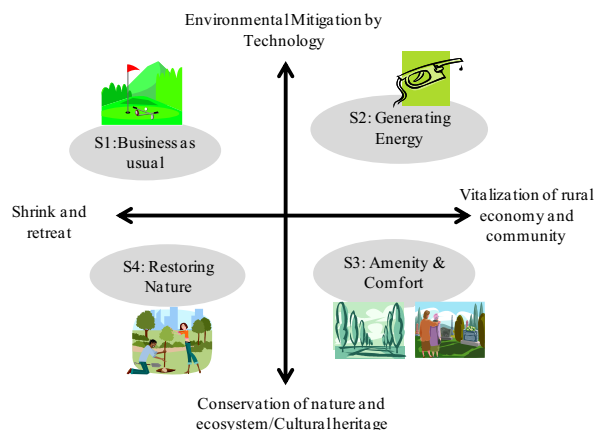 Environmental Mitigation by
Technology
S1: Business as
usual
S2: Generating
Energy
Shrink and
retreat
Vitalization of rural
economy and
community
S4: Restoring
Nature
S3: Amenity &
Comfort
Conservation of nature and
ecosystem/Cultural heritage